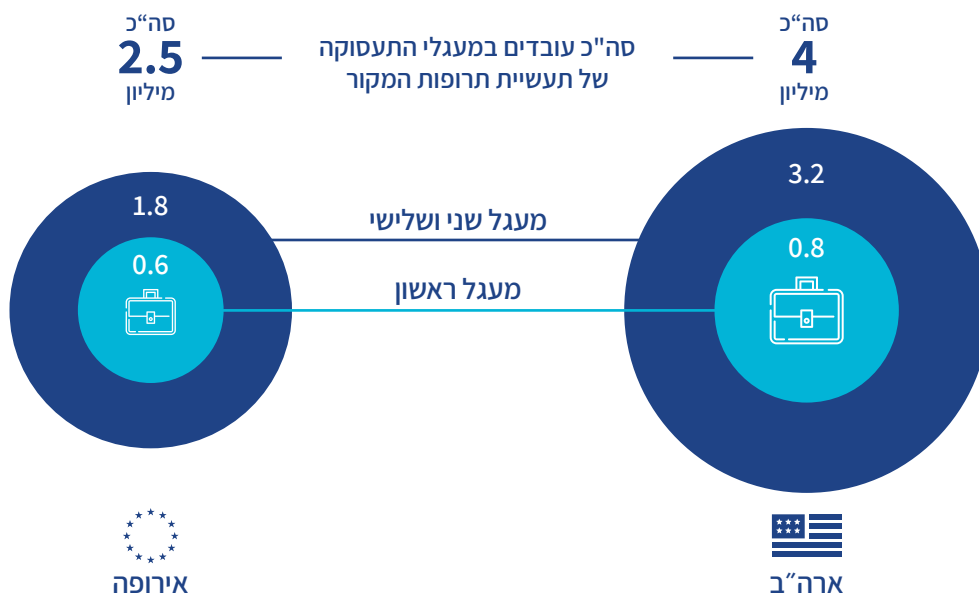 סה“כ
4
מיליון
סה"כ עובדים במעגלי התעסוקה
של תעשיית תרופות המקור
סה“כ
2.5
מיליון
3.2
1.8
מעגל שני ושלישי
0.8
0.6
מעגל ראשון
ארה״ב
אירופה